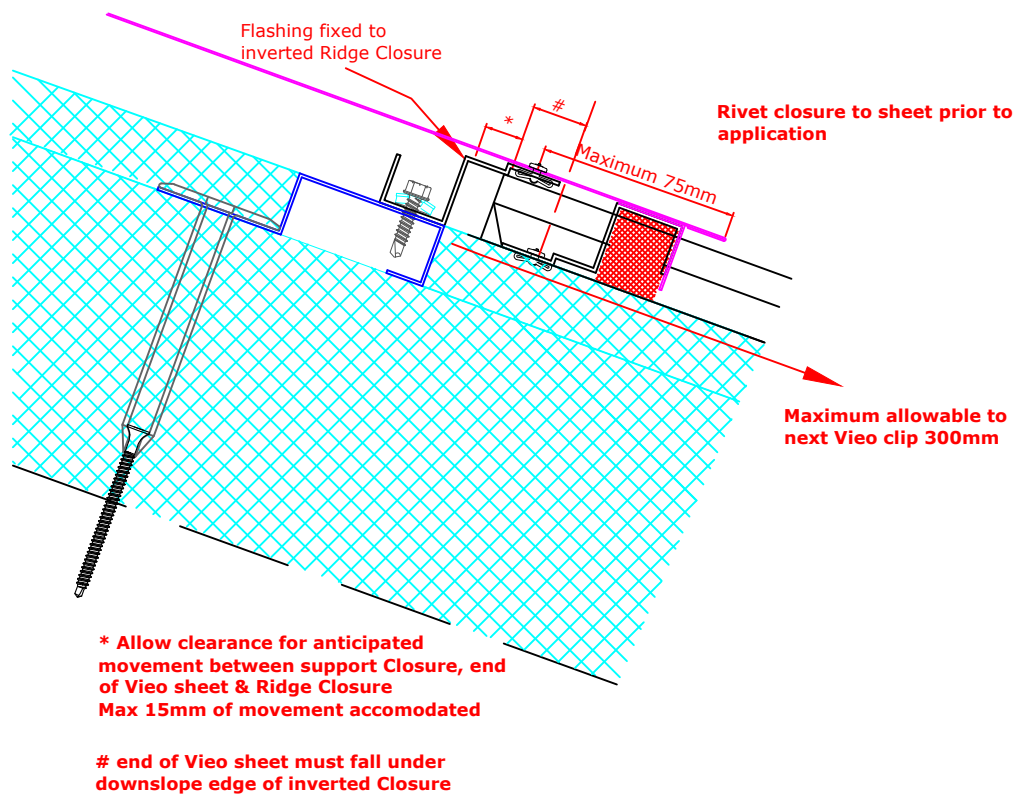 Flashing fixed to
inverted Ridge Closure
#
*
Maximum 75mm
Rivet closure to sheet prior to
application
Maximum allowable to
next Vieo clip 300mm
* Allow clearance for anticipated
movement between support Closure, end
of Vieo sheet & Ridge Closure
Max 15mm of movement accomodated
# end of Vieo sheet must fall under
downslope edge of inverted Closure